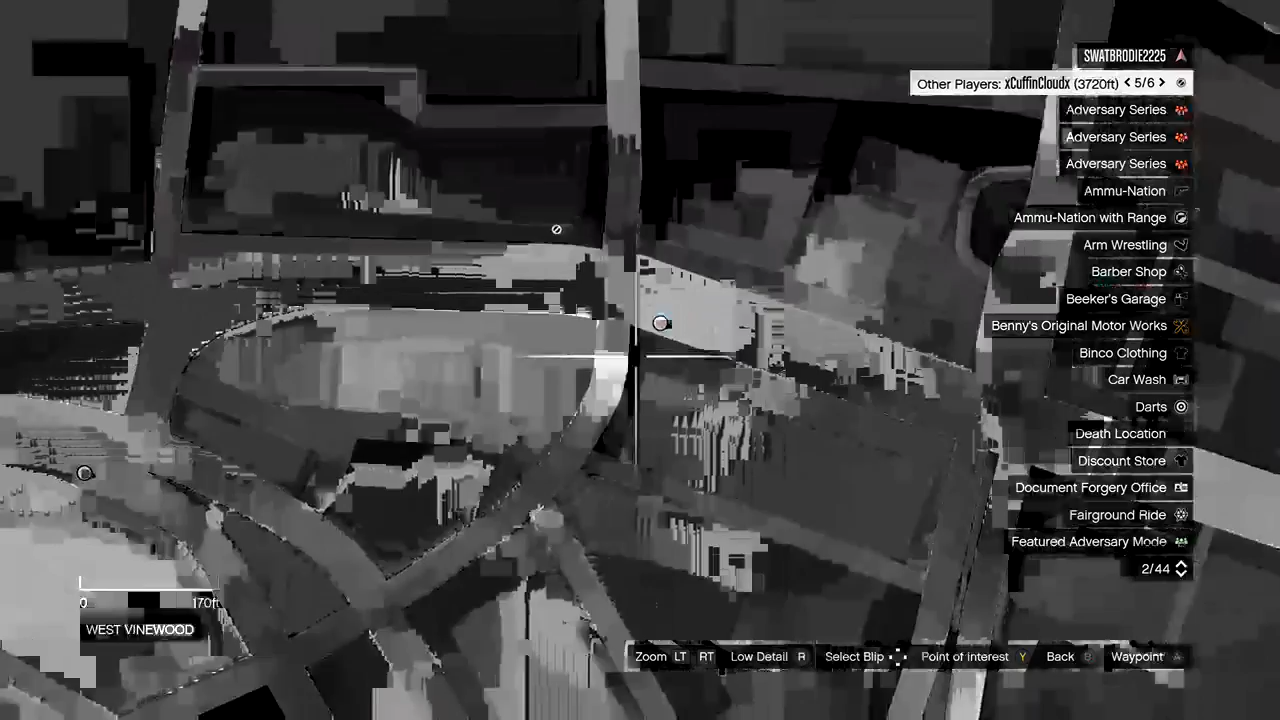 SWATBRODIE2225
Other Players: xCuffinCloudx (3720ft) < 5/6 >
Adversary Series
Adversary Series
Adversary Series
Ammu-Nation
Ammu-Nation with Range
Arm Wrestling
Barber Shop
Beeker's Garage
Benny's Original Motor Works
Binco Clothing
Car Wash
Darts
Death Location
Discount Store
Document Forgery Office
Fairground Ride
Featured Adversary Mode
2/44
0 170ft
WEST VINEWOOD
Zoom LT RT Low Detail R Select Blip Point of interest Y Back B Waypoint A